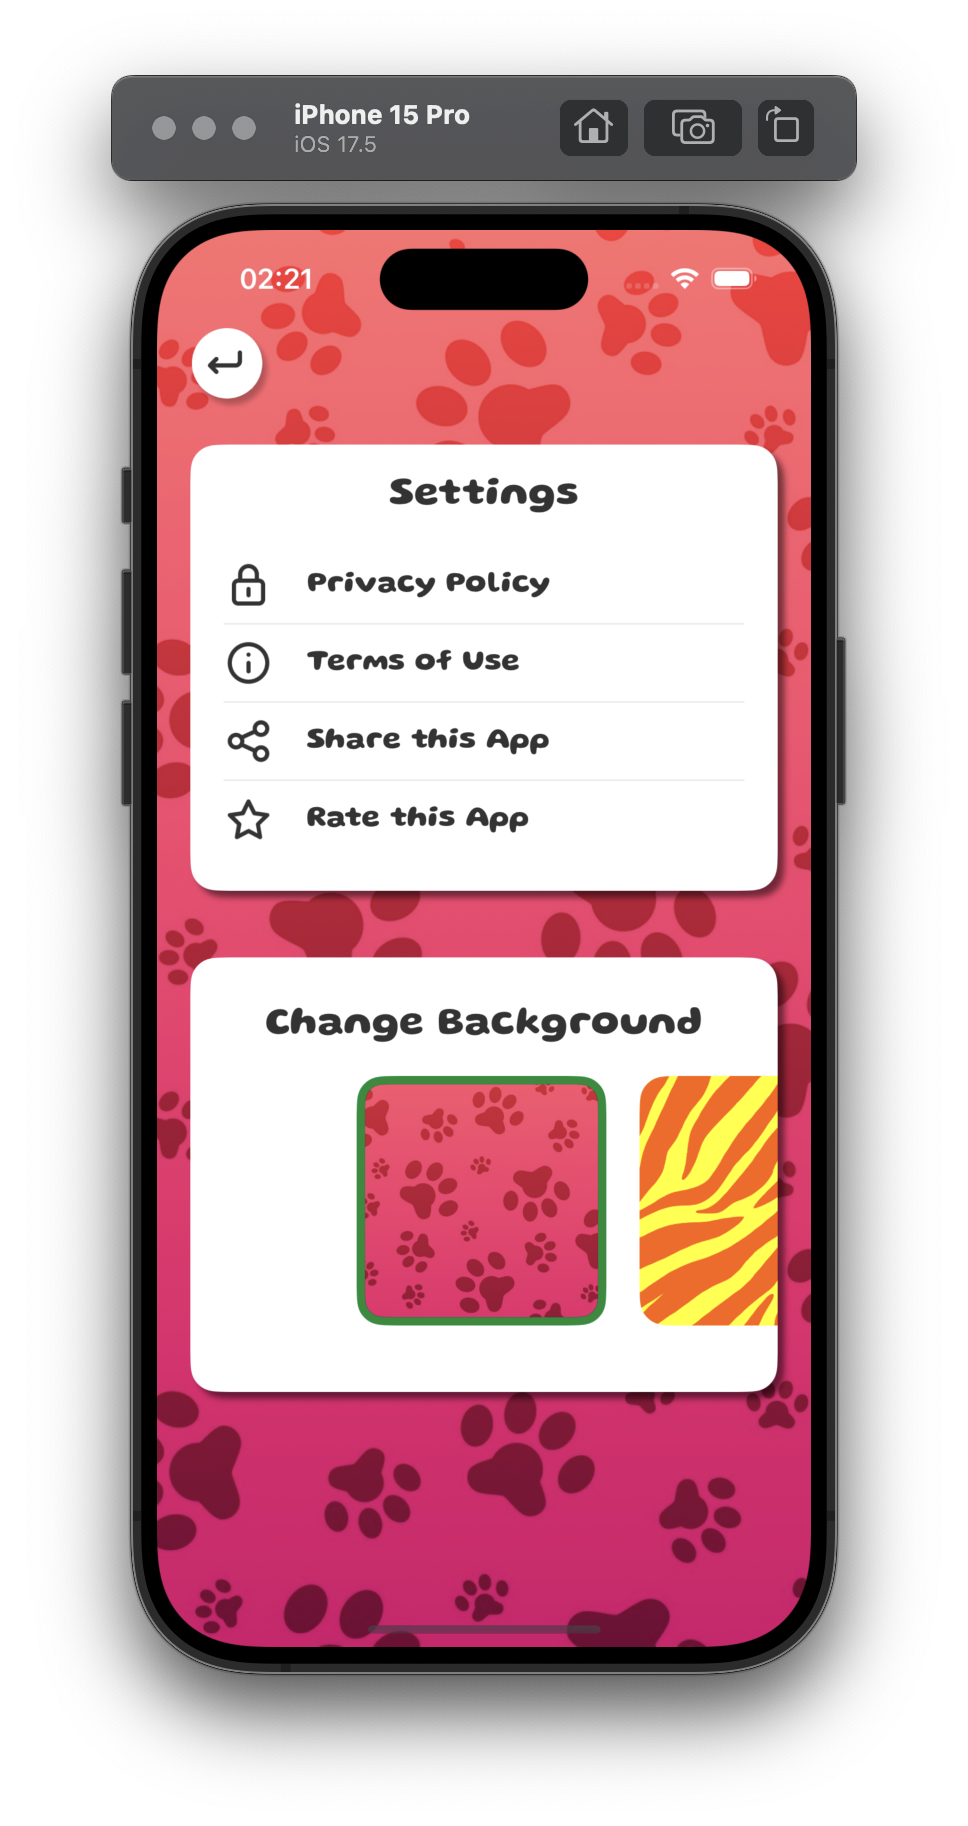 iPhone 15 Pro
iOS 17.5
02:21
Settings
Privacy Policy
Terms of Use
Share this App
Rate this App
Change Background